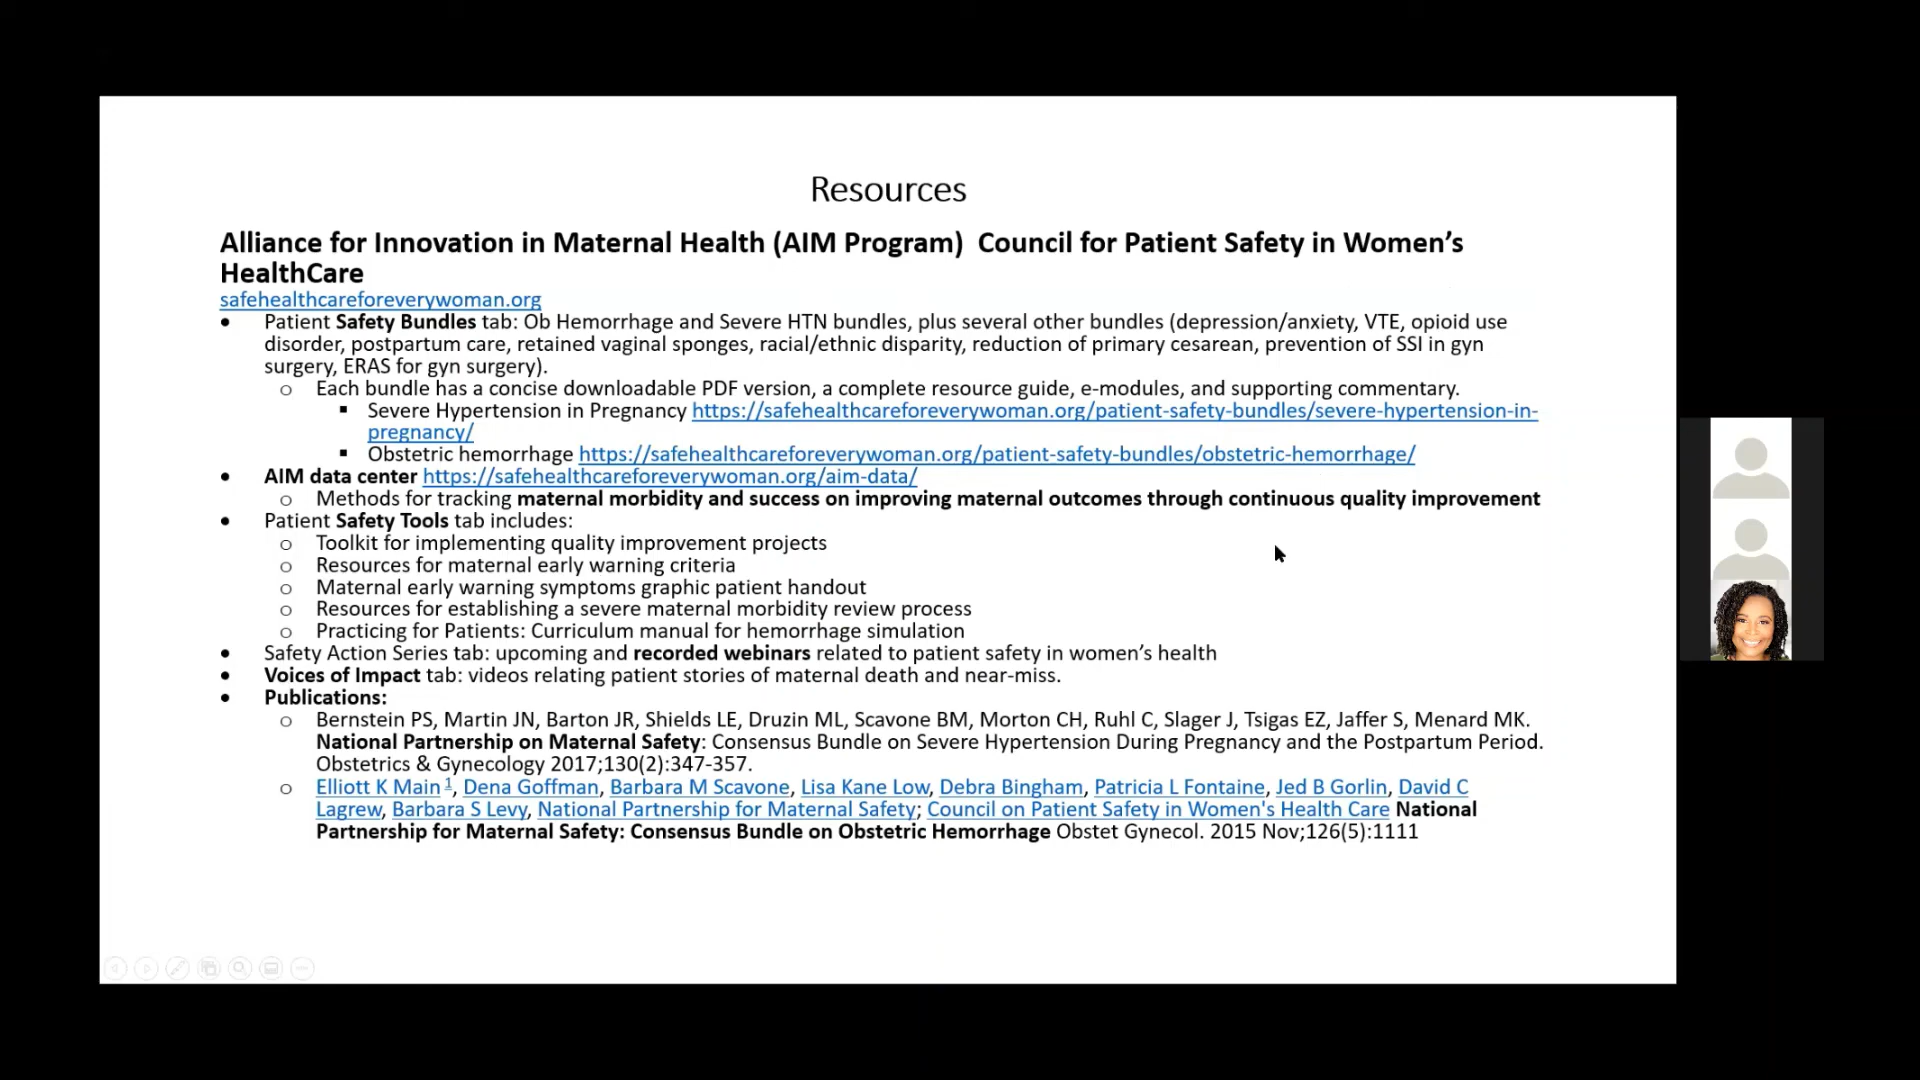 Resources
Alliance for Innovation in Maternal Health (AIM Program)  Council for Patient Safety in Women’s
HealthCare
safehealthcareforeverywoman.org
• Patient Safety Bundles tab: Ob Hemorrhage and Severe HTN bundles, plus several other bundles (depression/anxiety, VTE, opioid use
disorder, postpartum care, retained vaginal sponges, racial/ethnic disparity, reduction of primary cesarean, prevention of SSI in gyn
surgery, ERAS for gyn surgery).
o Each bundle has a concise downloadable PDF version, a complete resource guide, e-modules, and supporting commentary.
▪ Severe Hypertension in Pregnancy https://safehealthcareforeverywoman.org/patient-safety-bundles/severe-hypertension-in-
pregnancy/
▪ Obstetric hemorrhage https://safehealthcareforeverywoman.org/patient-safety-bundles/obstetric-hemorrhage/
• AIM data center https://safehealthcareforeverywoman.org/aim-data/
o Methods for tracking maternal morbidity and success on improving maternal outcomes through continuous quality improvement
• Patient Safety Tools tab includes:
o Toolkit for implementing quality improvement projects
o Resources for maternal early warning criteria
o Maternal early warning symptoms graphic patient handout
o Resources for establishing a severe maternal morbidity review process
o Practicing for Patients: Curriculum manual for hemorrhage simulation
• Safety Action Series tab: upcoming and recorded webinars related to patient safety in women’s health
• Voices of Impact tab: videos relating patient stories of maternal death and near-miss.
• Publications:
o Bernstein PS, Martin JN, Barton JR, Shields LE, Druzin ML, Scavone BM, Morton CH, Ruhl C, Slager J, Tsigas EZ, Jaffer S, Menard MK.
National Partnership on Maternal Safety: Consensus Bundle on Severe Hypertension During Pregnancy and the Postpartum Period.
Obstetrics & Gynecology 2017;130(2):347-357.
o Elliott K Main 1, Dena Goffman, Barbara M Scavone, Lisa Kane Low, Debra Bingham, Patricia L Fontaine, Jed B Gorlin, David C
Lagrew, Barbara S Levy, National Partnership for Maternal Safety; Council on Patient Safety in Women's Health Care National
Partnership for Maternal Safety: Consensus Bundle on Obstetric Hemorrhage Obstet Gynecol. 2015 Nov;126(5):1111